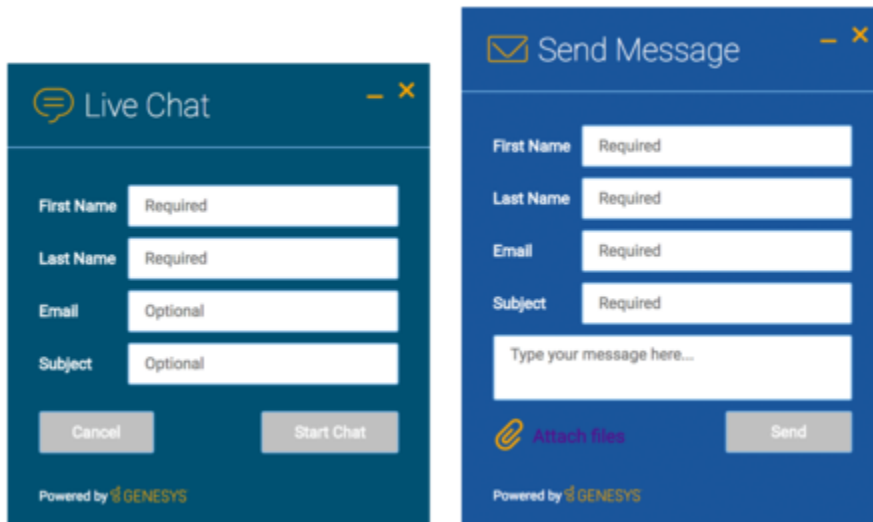 Live Chat
First Name Required
Last Name Required
Email Optional
Subject Optional
Cancel Start Chat
Powered by GENESYS
Send Message
First Name Required
Last Name Required
Email Required
Subject Required
Type your message here...
Attach files Send
Powered by GENESYS